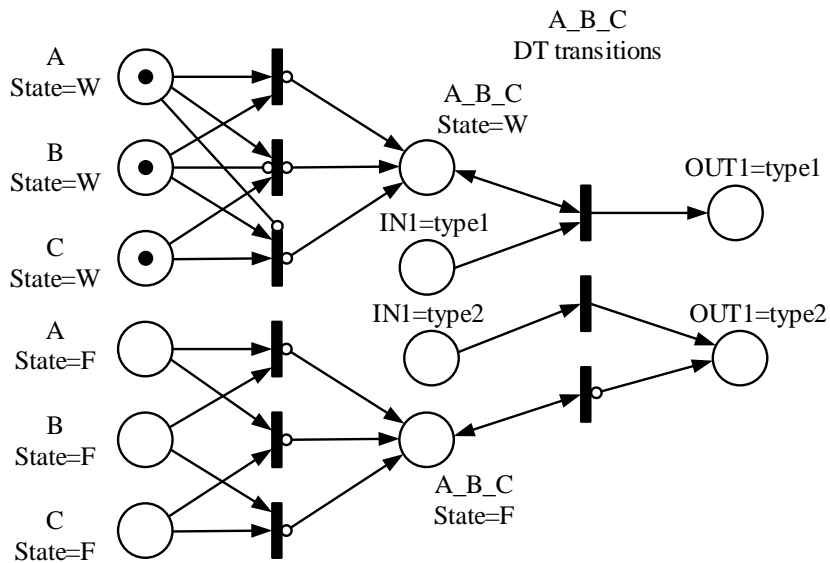 A_B_C
DT transitions
A
State=W
A_B_C
State=W
B
State=W
OUT1=type1
IN1=type1
C
State=W
IN1=type2
OUT1=type2
A
State=F
B
State=F
A_B_C
State=F
C
State=F